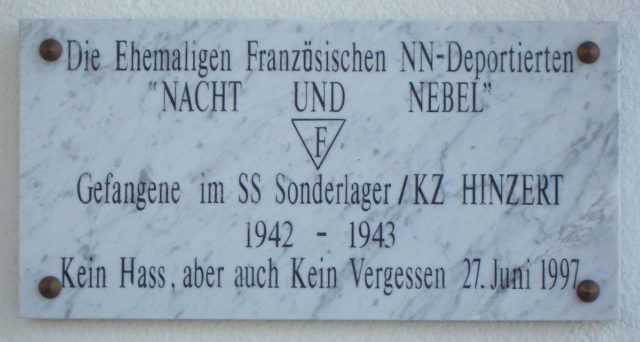 Die Ehemaligen Französischen NN-Deportierten
"NACHT UND NEBEL"
F
Gefangene im SS Sonderlager/KZ HINZERT
1942 - 1943
Kein Hass, aber auch Kein Vergessen 27. Juni 1997